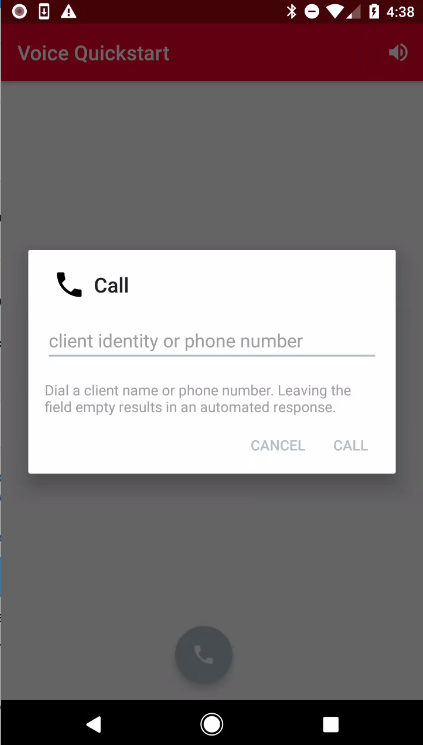 4:38
Voice Quickstart
Call
client identity or phone number
Dial a client name or phone number. Leaving the
field empty results in an automated response.
CANCEL CALL